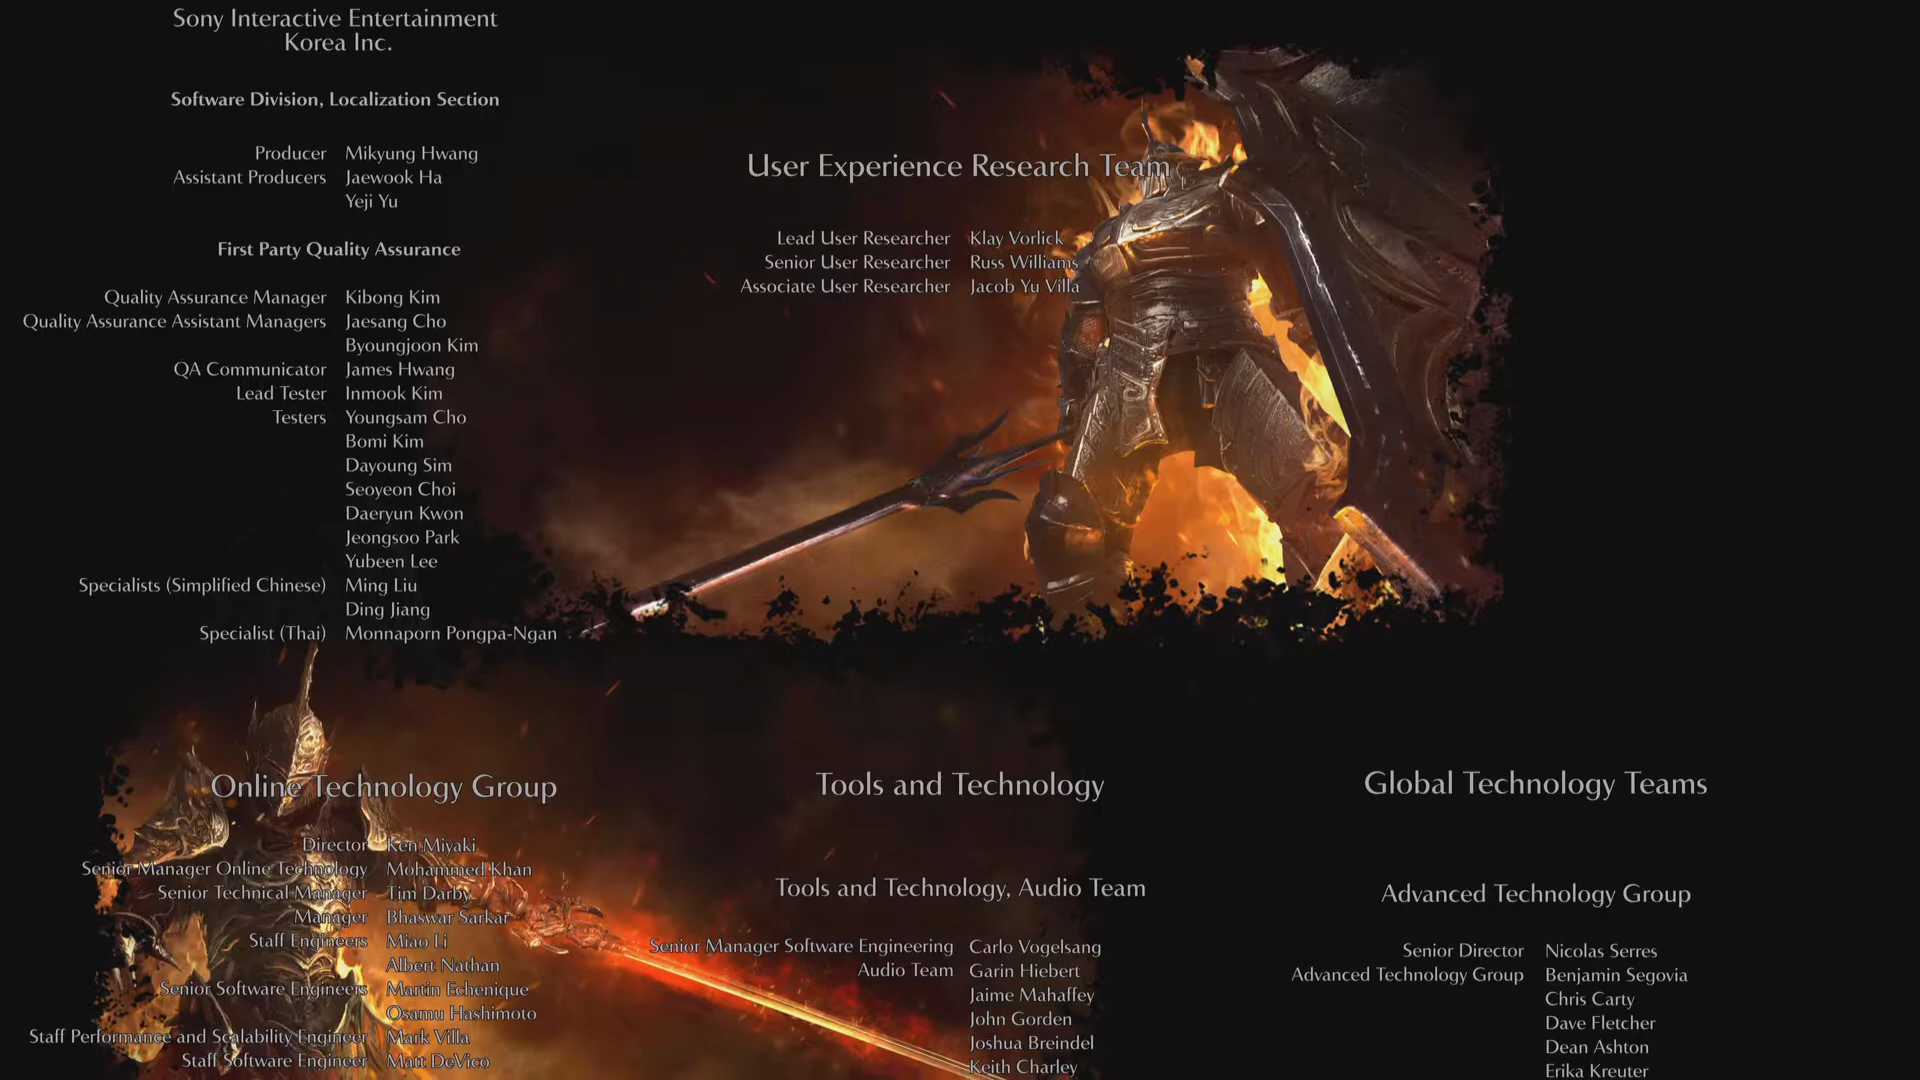 Sony Interactive Entertainment
Korea Inc.
Software Division, Localization Section
Producer Mikyung Hwang
Assistant Producers Jaewook Ha
Yeji Yu
First Party Quality Assurance
Quality Assurance Manager Kibong Kim
Quality Assurance Assistant Managers Jaesang Cho
Byoungjoon Kim
QA Communicator James Hwang
Lead Tester Inmook Kim
Testers Youngsam Cho
Bomi Kim
Dayoung Sim
Seoyeon Choi
Daeryun Kwon
Jeongsoo Park
Yubeen Lee
Specialists (Simplified Chinese) Ming Liu
Ding Jiang
Specialist (Thai) Monnaporn Pongpa-Ngan
User Experience Research Team
Lead User Researcher Klay Vorlick
Senior User Researcher Russ Williams
Associate User Researcher Jacob Yu Villa
Online Technology Group
Director Ken Miyaki
Senior Manager Online Technology Mohammed Khan
Senior Technical Manager Tim Darby
Manager Bhaswar Sarkar
Staff Engineers Miao Li
Albert Nathan
Senior Software Engineers Martin Echenique
Osamu Hashimoto
Staff Performance and Scalability Engineer Mark Villa
Staff Software Engineer Matt DeVico
Tools and Technology
Tools and Technology, Audio Team
Senior Manager Software Engineering Carlo Vogelsang
Audio Team Garin Hiebert
Jaime Mahaffey
John Gorden
Joshua Breindel
Keith Charley
Global Technology Teams
Advanced Technology Group
Senior Director Nicolas Serres
Advanced Technology Group Benjamin Segovia
Chris Carty
Dave Fletcher
Dean Ashton
Erika Kreuter